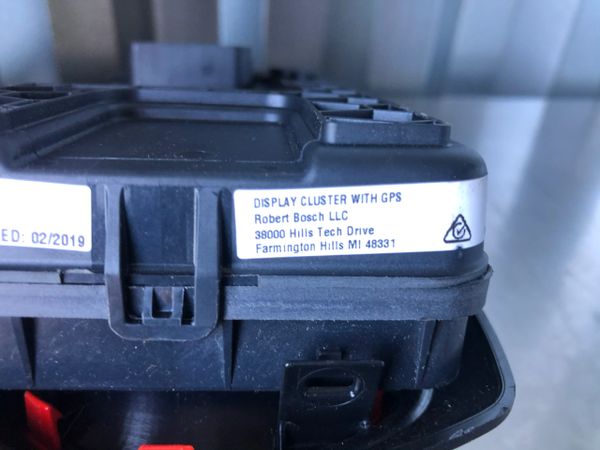 ED: 02/2019
DISPLAY CLUSTER WITH GPS
Robert Bosch LLC
38000 Hills Tech Drive
Farmington Hills MI 48331